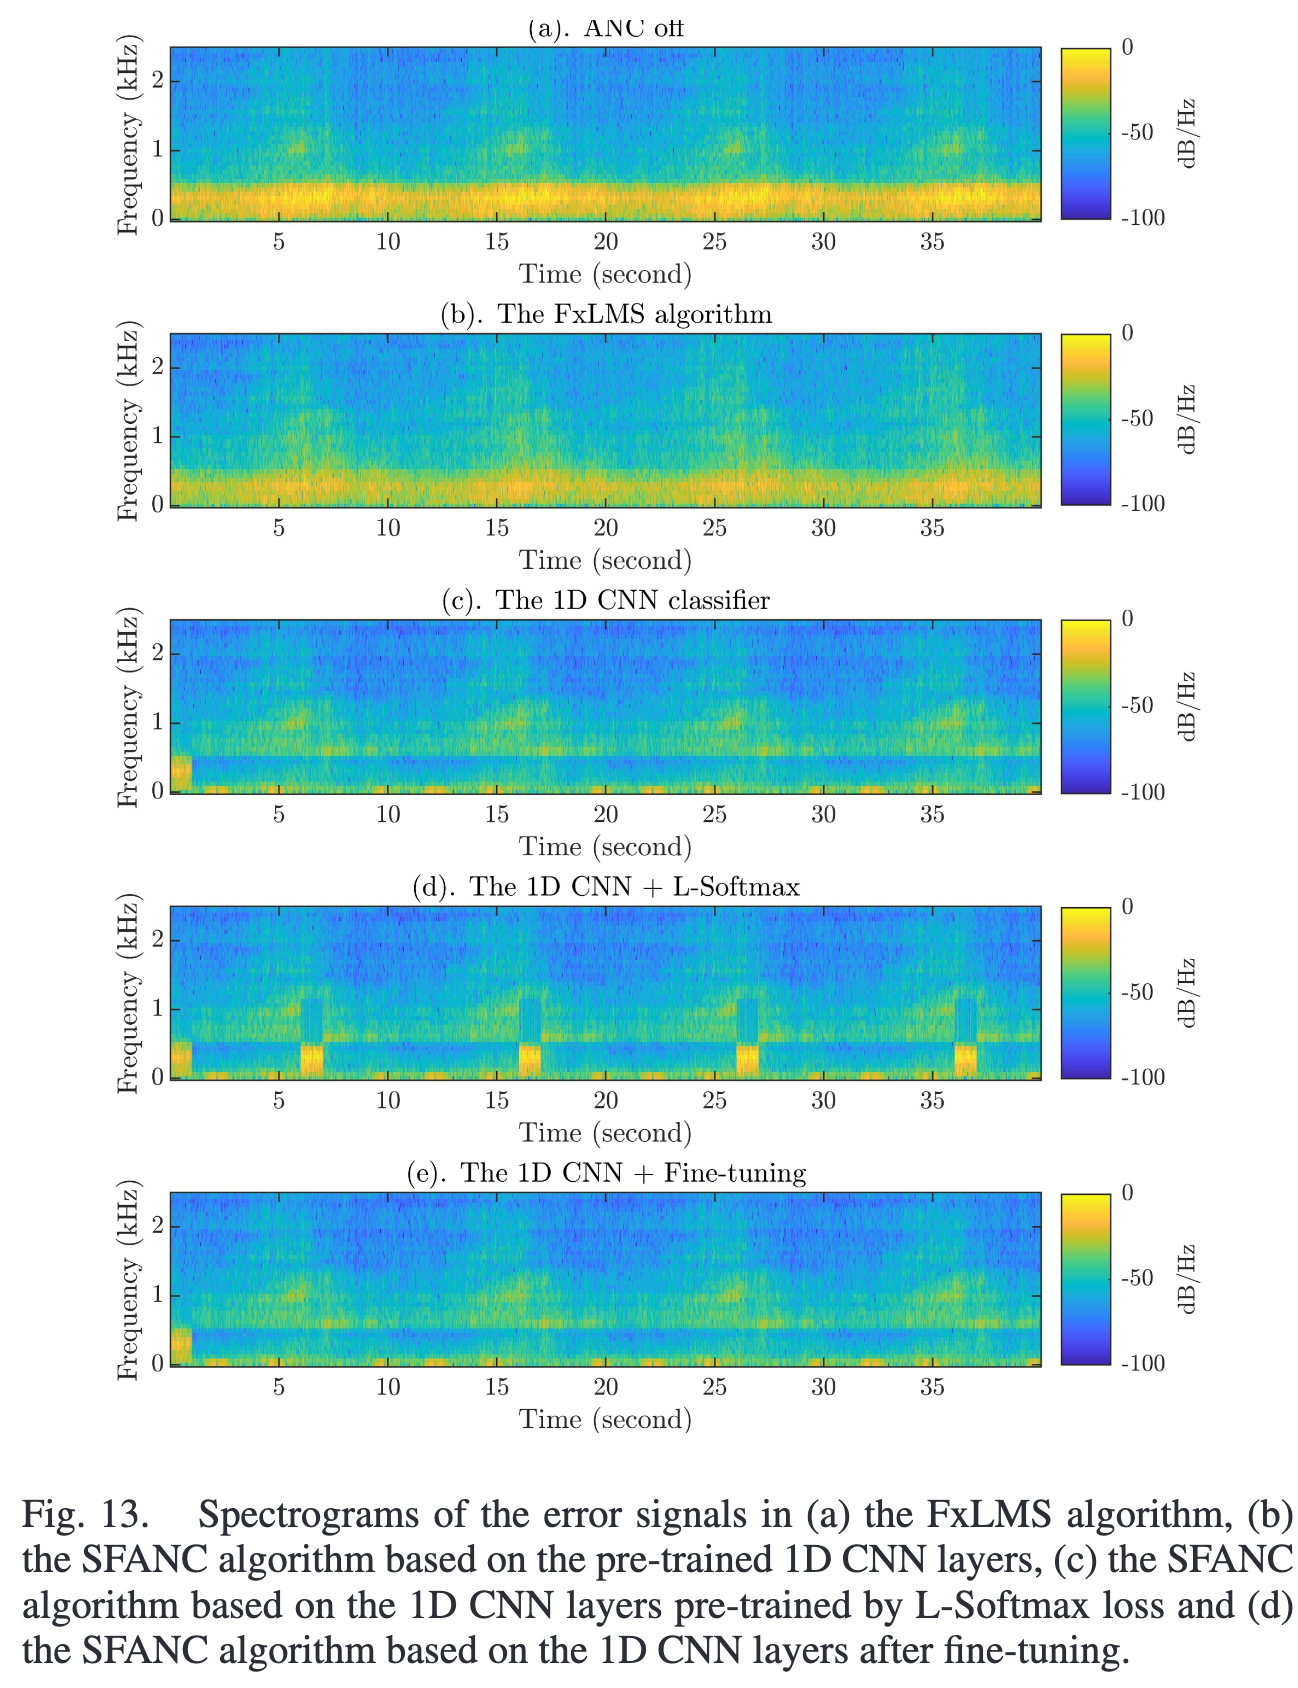 (a). ANC off
Frequency (kHz)
2
1
0
5 10 15 20 25 30 35
Time (second)
0
-50
-100
dB/Hz
(b). The FxLMS algorithm
Frequency (kHz)
2
1
0
5 10 15 20 25 30 35
Time (second)
0
-50
-100
dB/Hz
(c). The 1D CNN classifier
Frequency (kHz)
2
1
0
5 10 15 20 25 30 35
Time (second)
0
-50
-100
dB/Hz
(d). The 1D CNN + L-Softmax
Frequency (kHz)
2
1
0
5 10 15 20 25 30 35
Time (second)
0
-50
-100
dB/Hz
(e). The 1D CNN + Fine-tuning
Frequency (kHz)
2
1
0
5 10 15 20 25 30 35
Time (second)
0
-50
-100
dB/Hz
Fig. 13. Spectrograms of the error signals in (a) the FxLMS algorithm, (b)
the SFANC algorithm based on the pre-trained 1D CNN layers, (c) the SFANC
algorithm based on the 1D CNN layers pre-trained by L-Softmax loss and (d)
the SFANC algorithm based on the 1D CNN layers after fine-tuning.